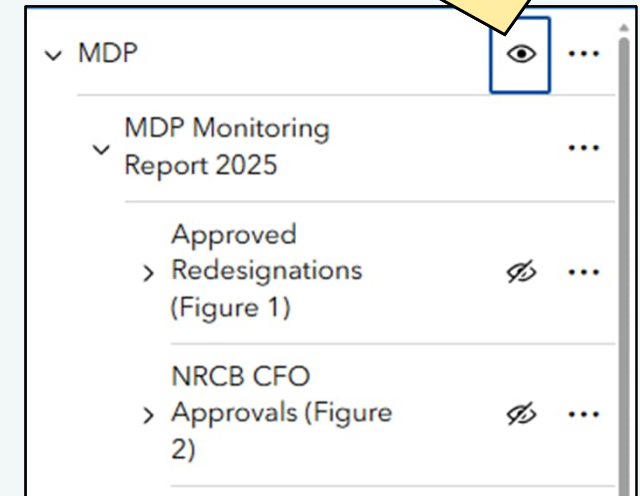 MDP
MDP Monitoring
Report 2025
Approved
Redesignations
(Figure 1)
NRCB CFO
Approvals (Figure
2)